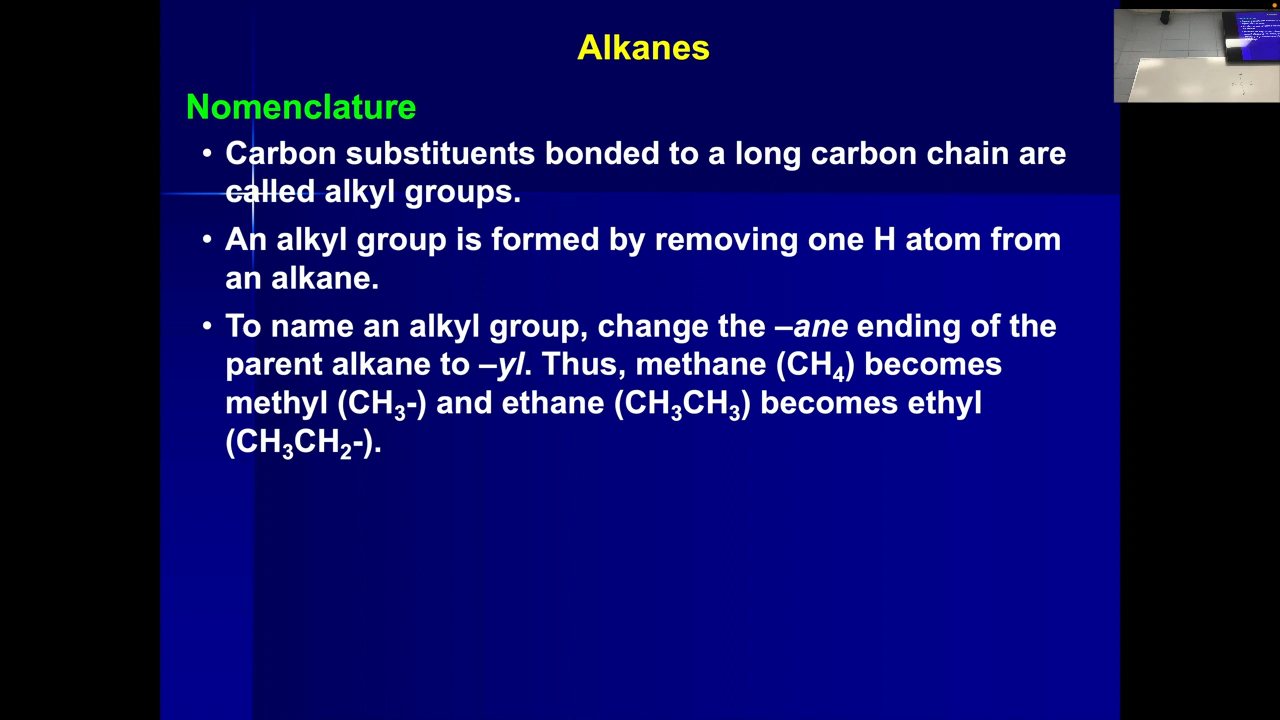 Alkanes
Nomenclature
• Carbon substituents bonded to a long carbon chain are
called alkyl groups.
• An alkyl group is formed by removing one H atom from
an alkane.
• To name an alkyl group, change the –ane ending of the
parent alkane to –yl. Thus, methane (CH₄) becomes
methyl (CH₃-) and ethane (CH₃CH₃) becomes ethyl
(CH₃CH₂-).